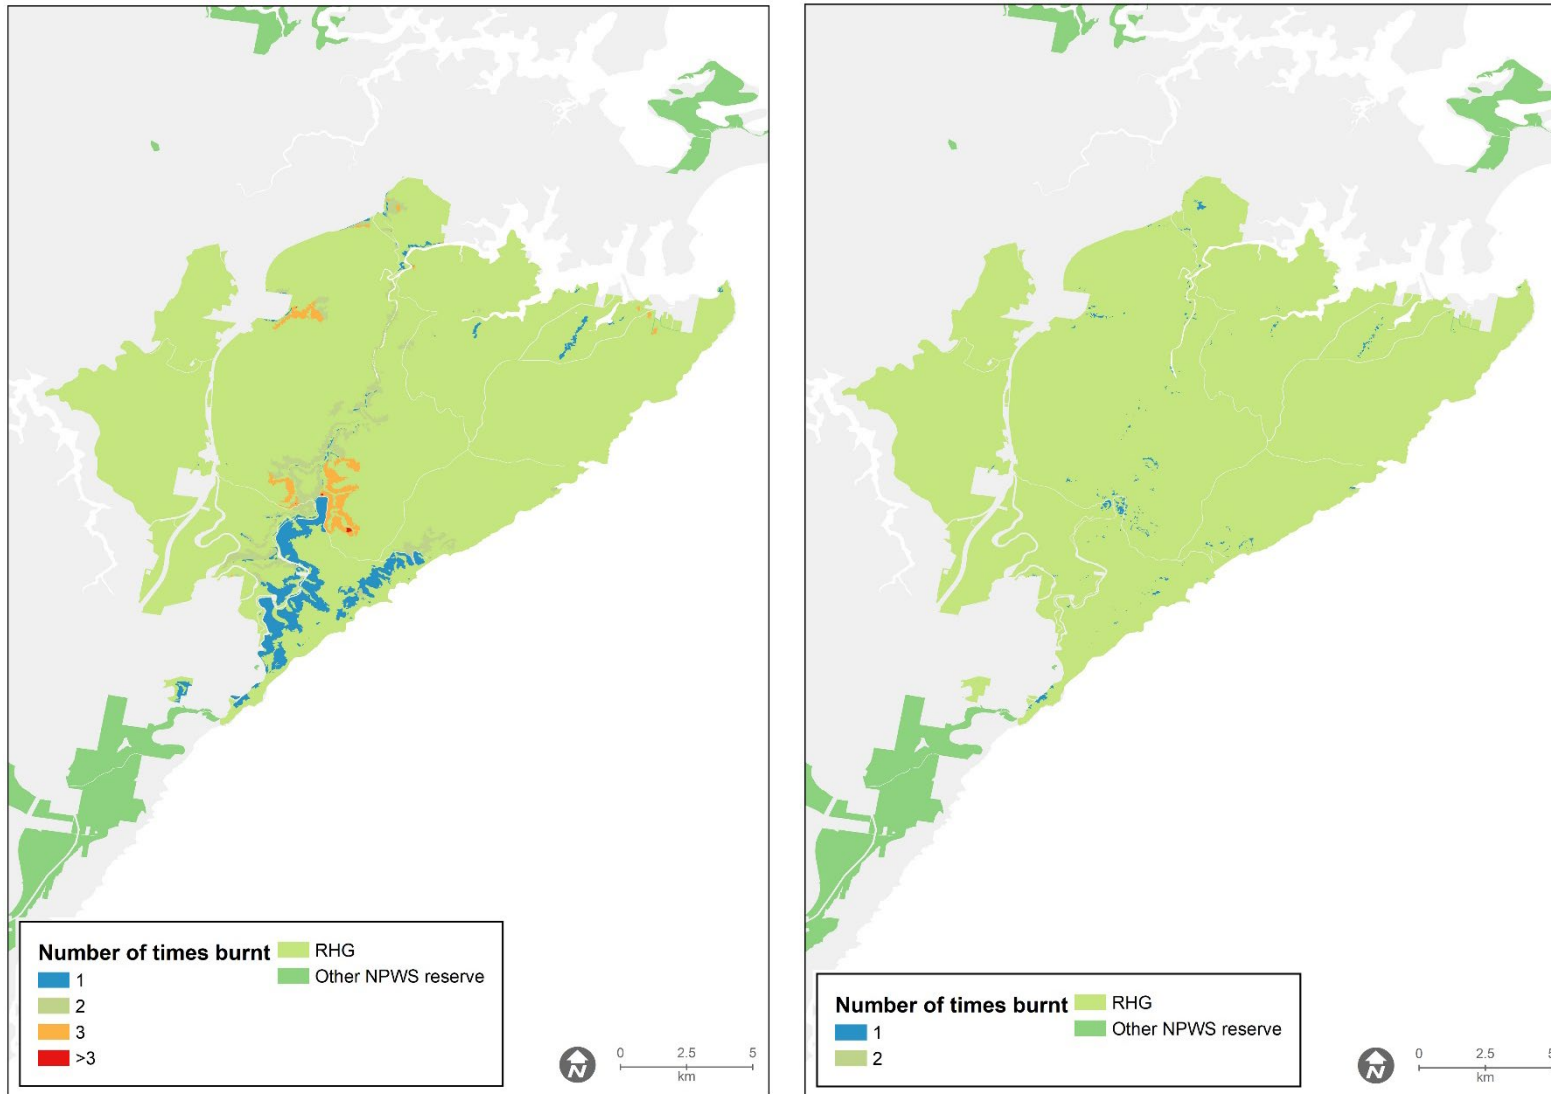 Number of times burnt
1
2
3
>3
RHG
Other NPWS reserve
N
0 2.5 5
km
Number of times burnt
1
2
RHG
Other NPWS reserve
N
0 2.5 5
km